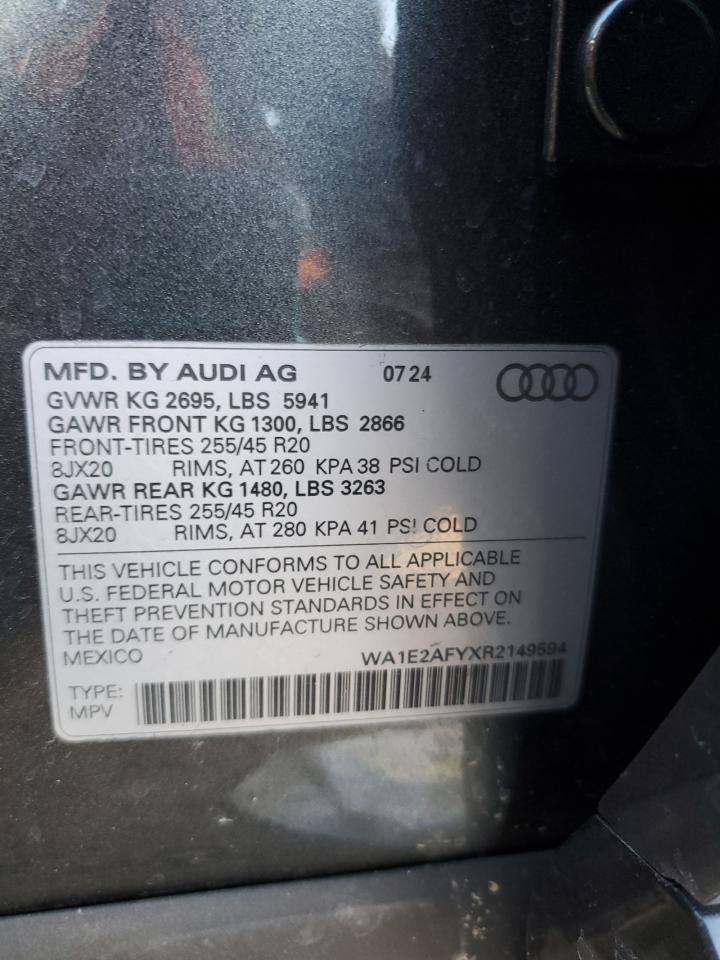 MFD. BY AUDI AG 07 24
GVWR KG 2695, LBS 5941
GAWR FRONT KG 1300, LBS 2866
FRONT-TIRES 255/45 R20
8JX20 RIMS, AT 260 KPA 38 PSI COLD
GAWR REAR KG 1480, LBS 3263
REAR-TIRES 255/45 R20
8JX20 RIMS, AT 280 KPA 41 PSI COLD
THIS VEHICLE CONFORMS TO ALL APPLICABLE
U.S. FEDERAL MOTOR VEHICLE SAFETY AND
THEFT PREVENTION STANDARDS IN EFFECT ON
THE DATE OF MANUFACTURE SHOWN ABOVE.
MEXICO WA1E2AFYXR2149594
TYPE:
MPV